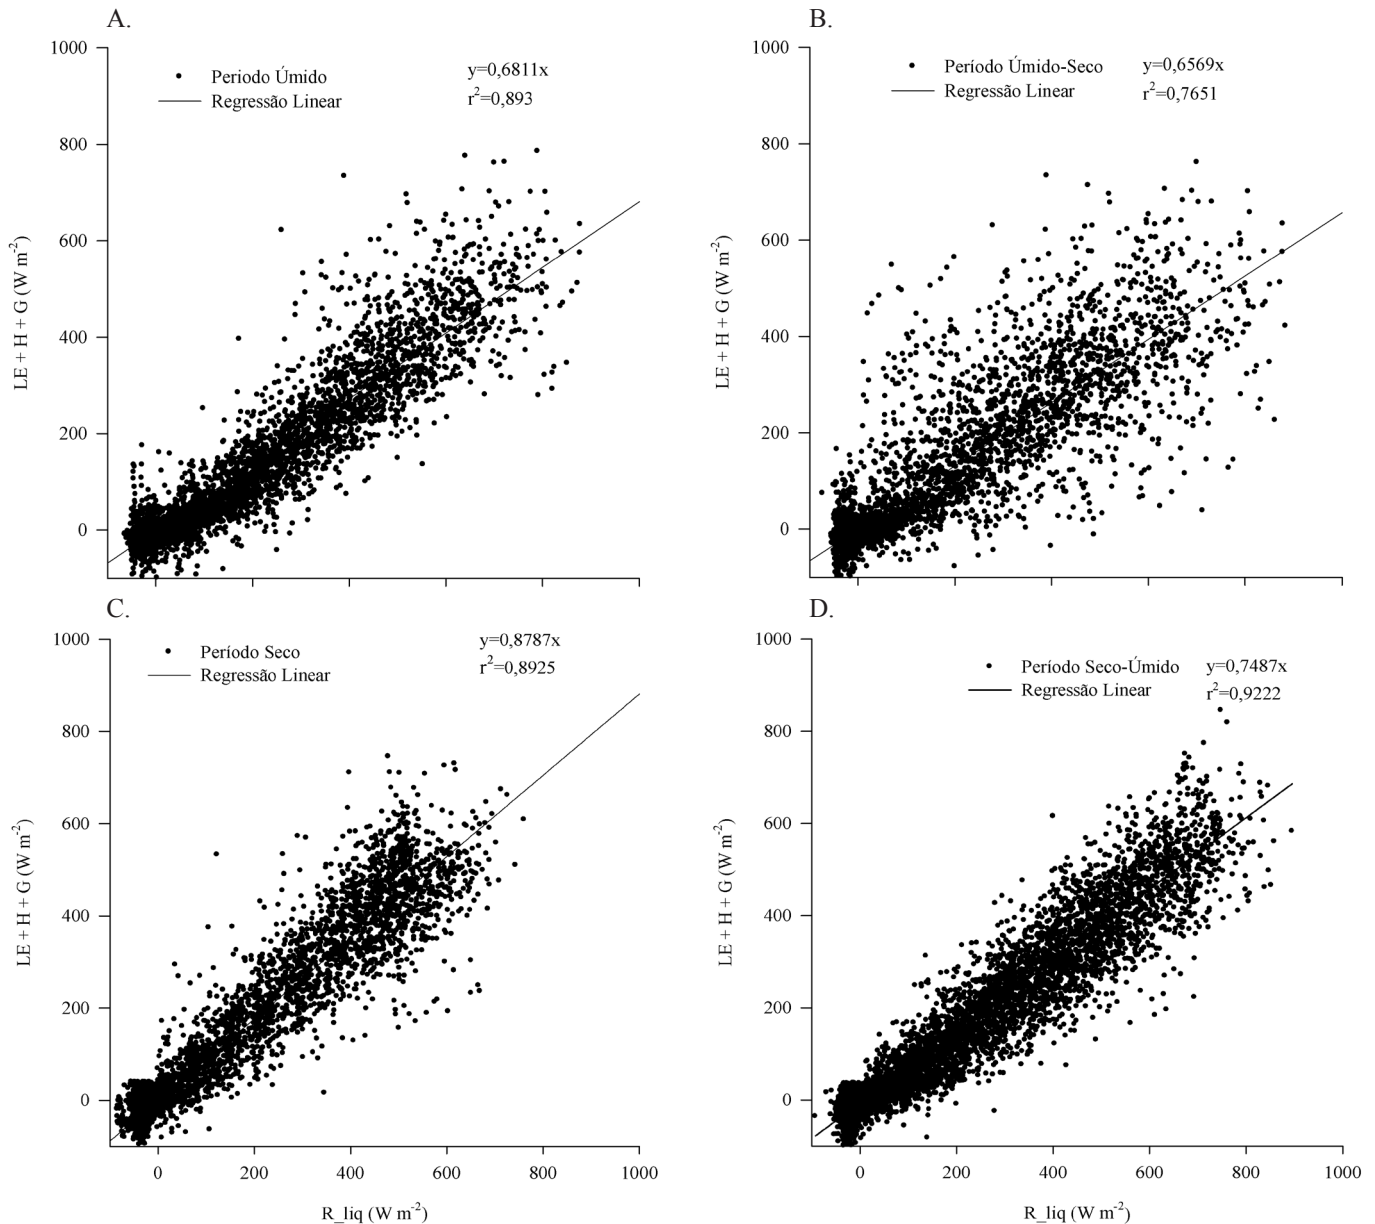 A.
1000
800
600
400
200
0
LE + H + G (W m-2)
Periodo Úmido
Regressão Linear
y=0,6811x
r2=0,893
B.
1000
800
600
400
200
0
LE + H + G (W m-2)
Período Úmido-Seco
Regressão Linear
y=0,6569x
r2=0,7651
C.
1000
800
600
400
200
0
LE + H + G (W m-2)
Período Seco
Regressão Linear
y=0,8787x
r2=0,8925
0 200 400 600 800 1000
R_liq (W m-2)
D.
1000
800
600
400
200
0
LE + H + G (W m-2)
Período Seco-Úmido
Regressão Linear
y=0,7487x
r2=0,9222
0 200 400 600 800 1000
R_liq (W m-2)